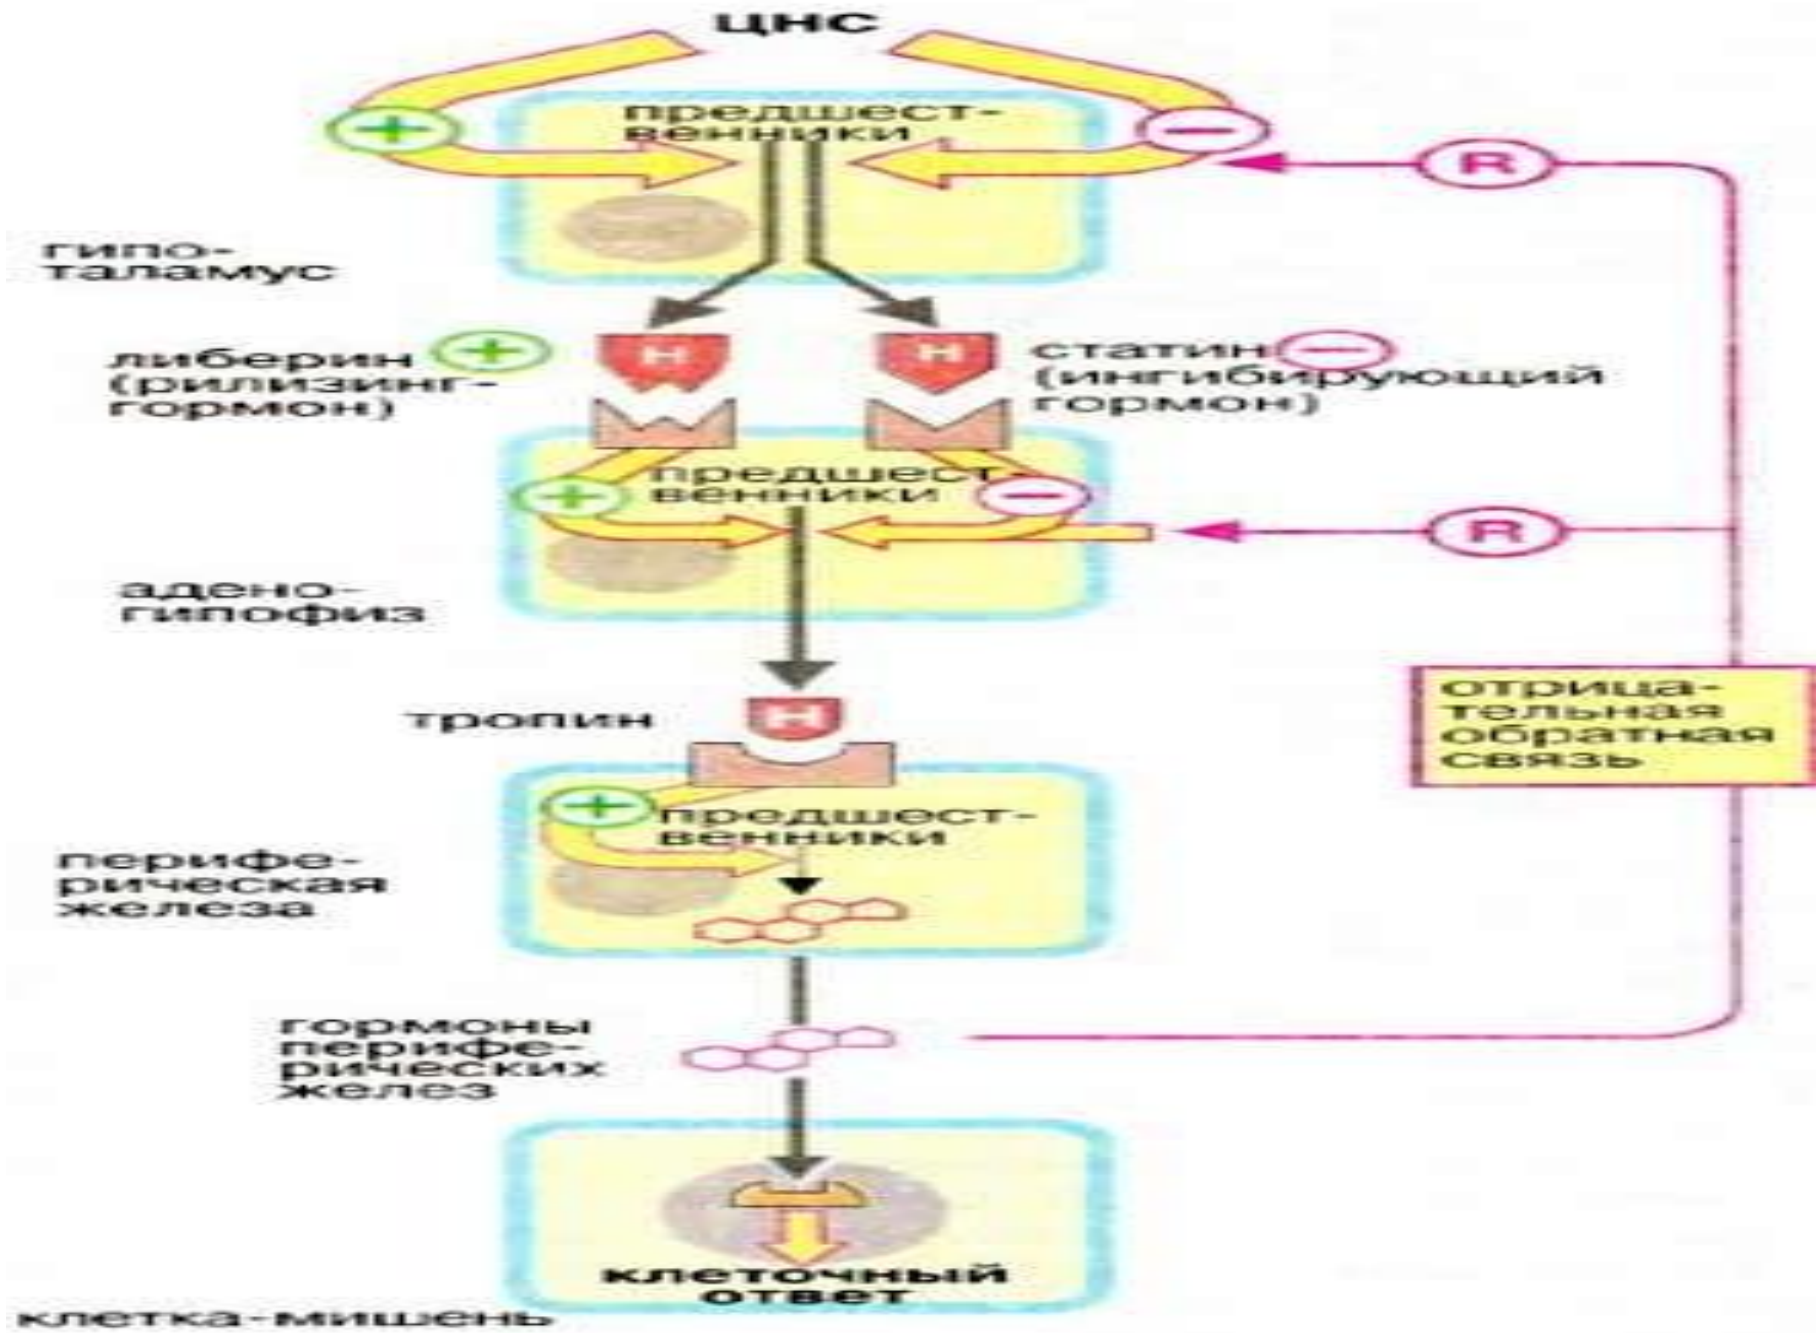 ЦНС
предшест-
венники
+
−
R
гипо-
таламус
либерин +
(рилизинг-
гормон)
H
H
статин −
(ингибирующий
гормон)
предшест-
венники
+
−
R
адено-
гипофиз
отрица-
тельная
обратная
связь
тропин
H
+
предшест-
венники
перифе-
рическая
железа
гормоны
перифе-
рических
желез
клеточный
ответ
клетка-мишень